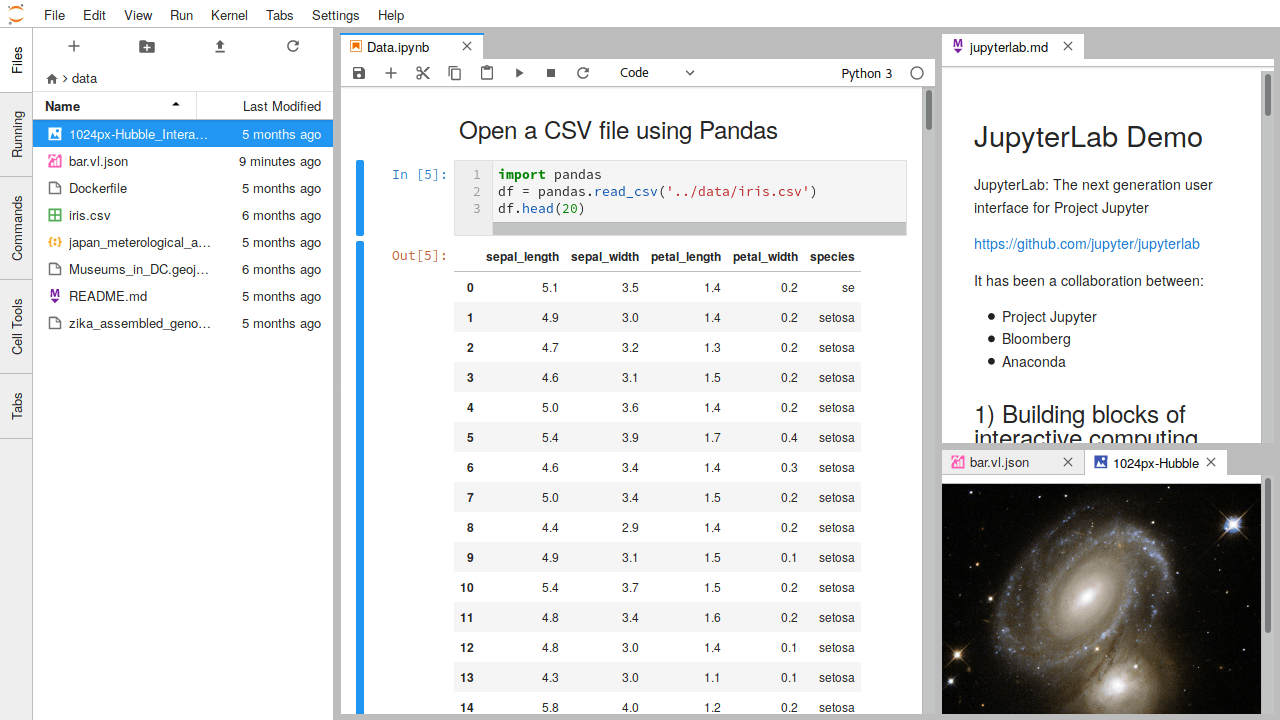 File Edit View Run Kernel Tabs Settings Help
Files
Running
Commands
Cell Tools
Tabs
data
Name Last Modified
1024px-Hubble_Intera... 5 months ago
bar.vl.json 9 minutes ago
Dockerfile 5 months ago
iris.csv 6 months ago
japan_meterological_a... 5 months ago
Museums_in_DC.geoj... 6 months ago
README.md 5 months ago
zika_assembled_geno... 5 months ago
Data.ipynb
Code Python 3
Open a CSV file using Pandas
In [5]:
1 import pandas
2 df = pandas.read_csv('../data/iris.csv')
3 df.head(20)
Out[5]:
sepal_length sepal_width petal_length petal_width species
0 5.1 3.5 1.4 0.2 se
1 4.9 3.0 1.4 0.2 setosa
2 4.7 3.2 1.3 0.2 setosa
3 4.6 3.1 1.5 0.2 setosa
4 5.0 3.6 1.4 0.2 setosa
5 5.4 3.9 1.7 0.4 setosa
6 4.6 3.4 1.4 0.3 setosa
7 5.0 3.4 1.5 0.2 setosa
8 4.4 2.9 1.4 0.2 setosa
9 4.9 3.1 1.5 0.1 setosa
10 5.4 3.7 1.5 0.2 setosa
11 4.8 3.4 1.6 0.2 setosa
12 4.8 3.0 1.4 0.1 setosa
13 4.3 3.0 1.1 0.1 setosa
14 5.8 4.0 1.2 0.2 setosa
jupyterlab.md
JupyterLab Demo
JupyterLab: The next generation user
interface for Project Jupyter
https://github.com/jupyter/jupyterlab
It has been a collaboration between:
Project Jupyter
Bloomberg
Anaconda
1) Building blocks of
interactive computing
bar.vl.json
1024px-Hubble